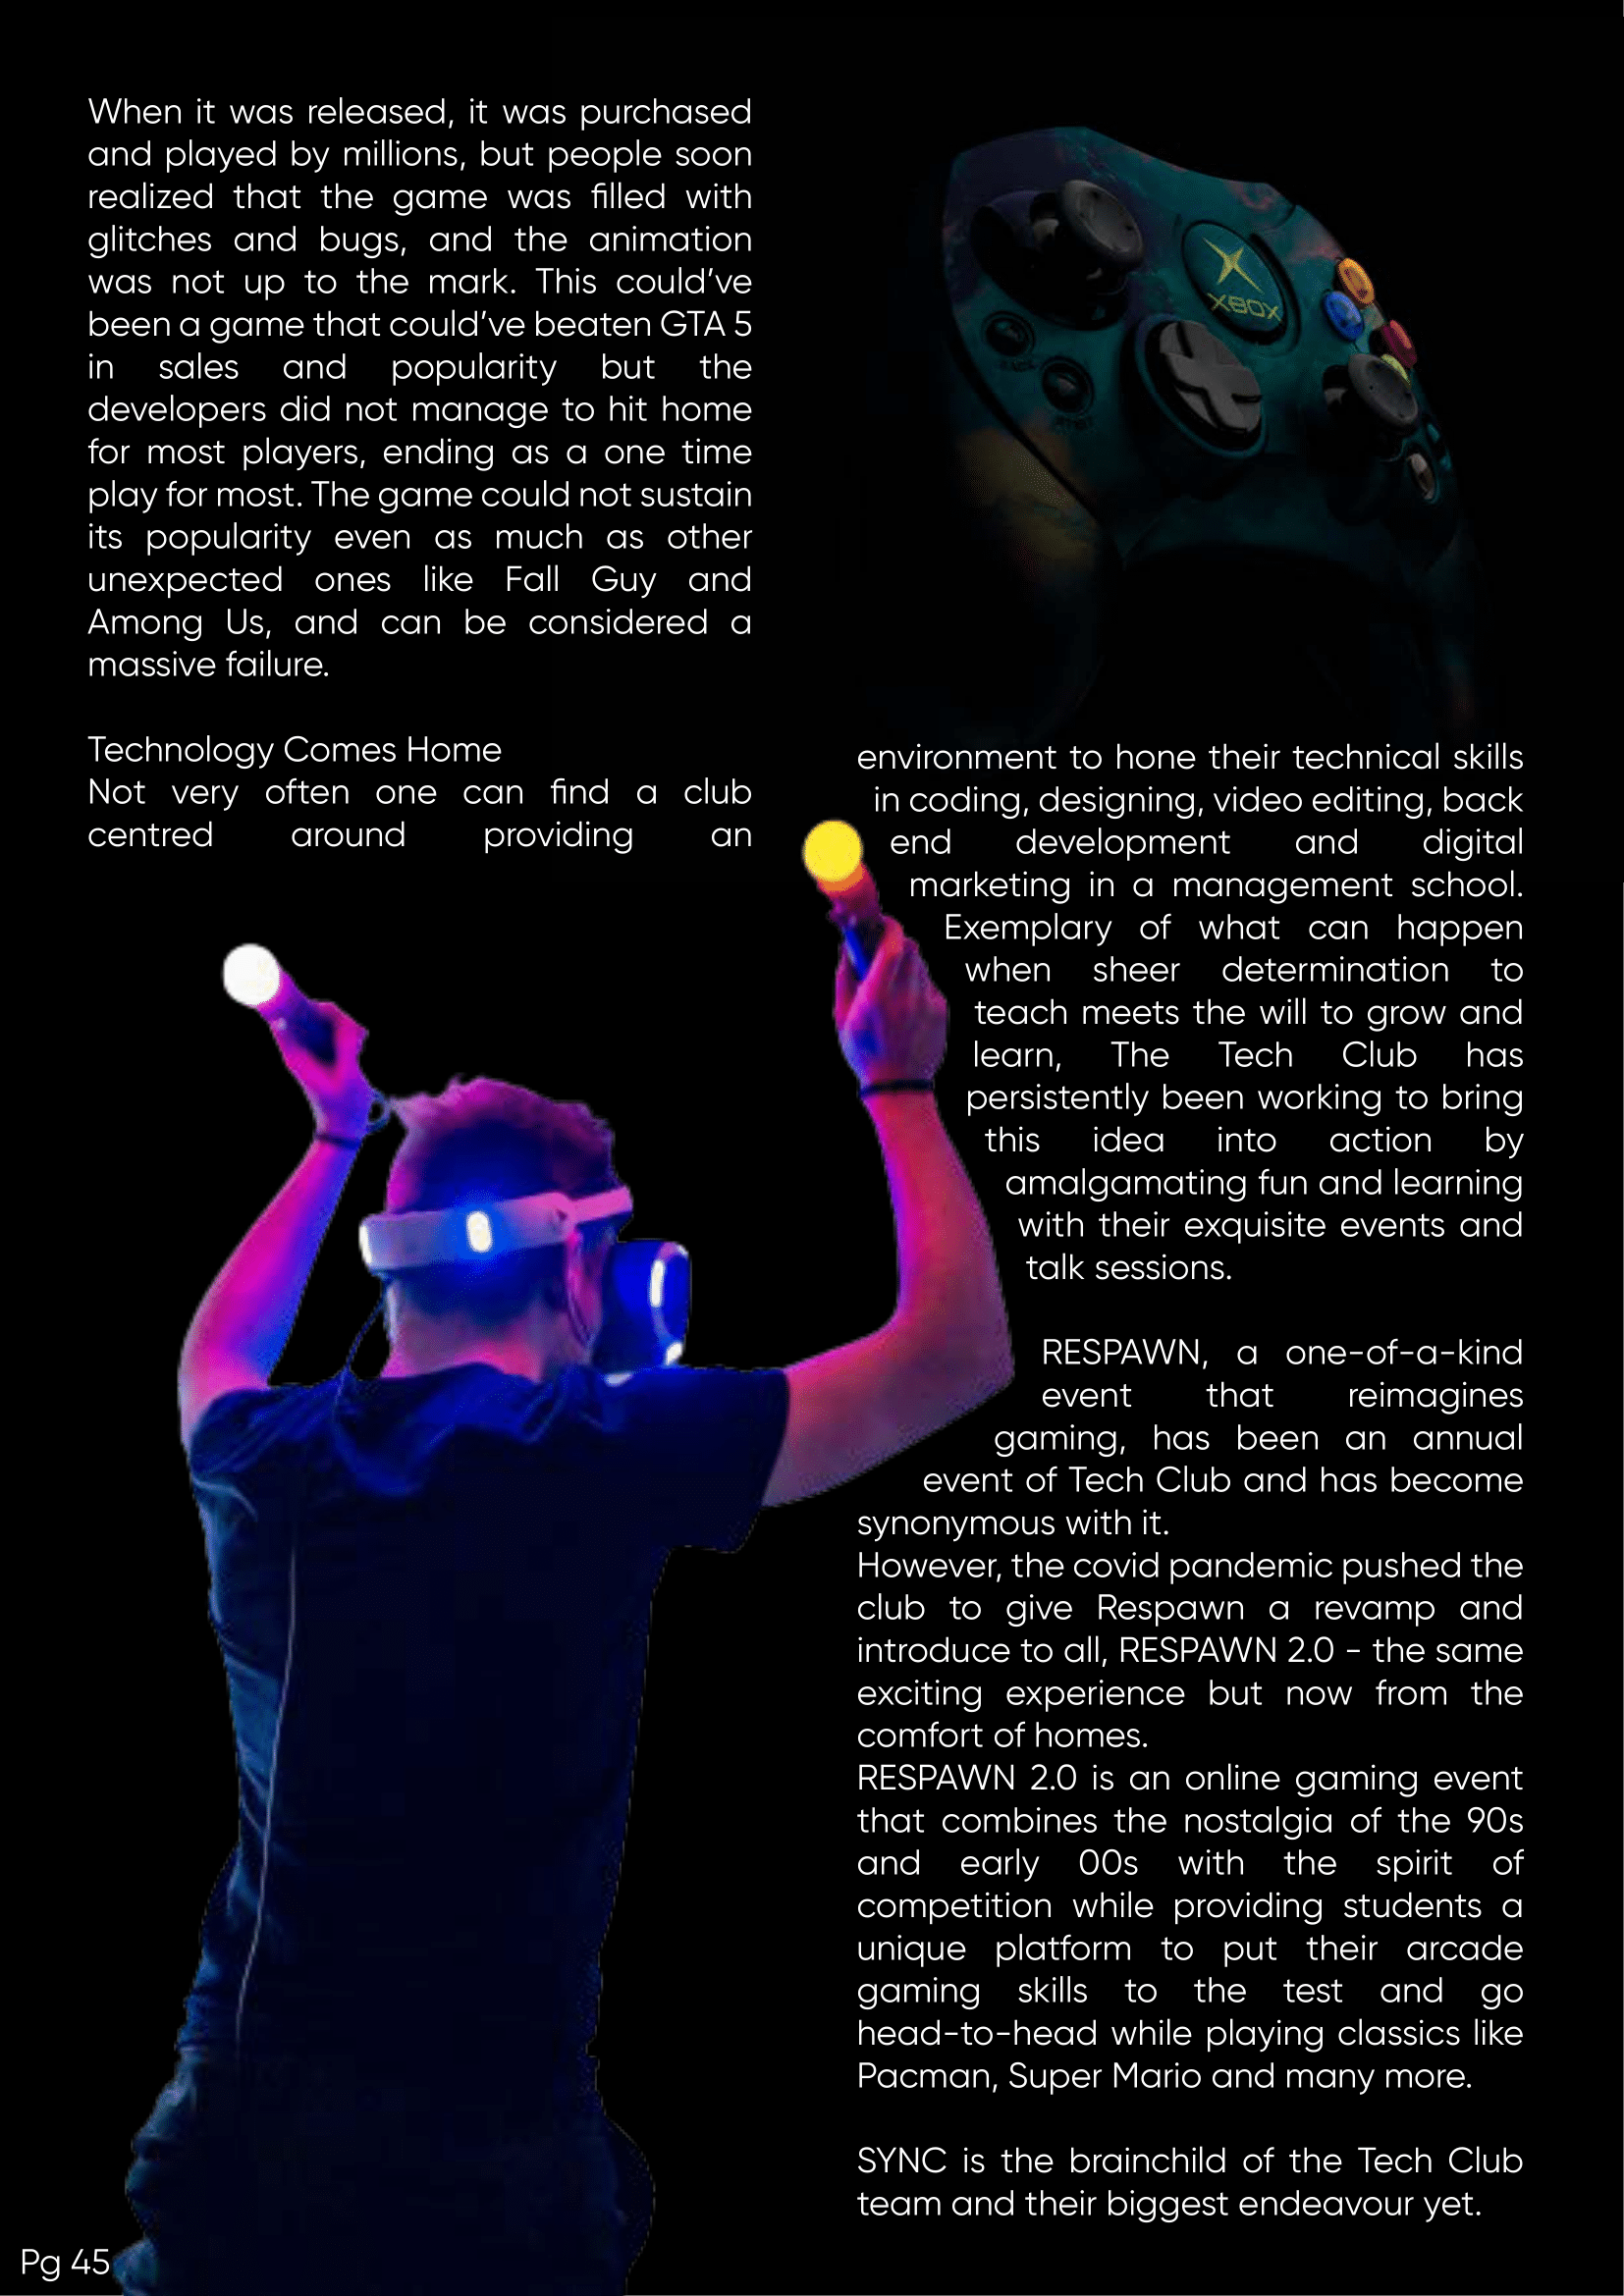 When it was released, it was purchased
and played by millions, but people soon
realized that the game was filled with
glitches and bugs, and the animation
was not up to the mark. This could've
been a game that could've beaten GTA 5
in sales and popularity but the
developers did not manage to hit home
for most players, ending as a one time
play for most. The game could not sustain
its popularity even as much as other
unexpected ones like Fall Guy and
Among Us, and can be considered a
massive failure.
Technology Comes Home
Not very often one can find a club
centred around providing an
XBOX
environment to hone their technical skills
in coding, designing, video editing, back
end development and digital
marketing in a management school.
Exemplary of what can happen
when sheer determination to
teach meets the will to grow and
learn, The Tech Club has
persistently been working to bring
this idea into action by
amalgamating fun and learning
with their exquisite events and
talk sessions.
RESPAWN, a one-of-a-kind
event that reimagines
gaming, has been an annual
event of Tech Club and has become
synonymous with it.
However, the covid pandemic pushed the
club to give Respawn a revamp and
introduce to all, RESPAWN 2.0 - the same
exciting experience but now from the
comfort of homes.
RESPAWN 2.0 is an online gaming event
that combines the nostalgia of the 90s
and early 00s with the spirit of
competition while providing students a
unique platform to put their arcade
gaming skills to the test and go
head-to-head while playing classics like
Pacman, Super Mario and many more.
SYNC is the brainchild of the Tech Club
team and their biggest endeavour yet.
Pg 45